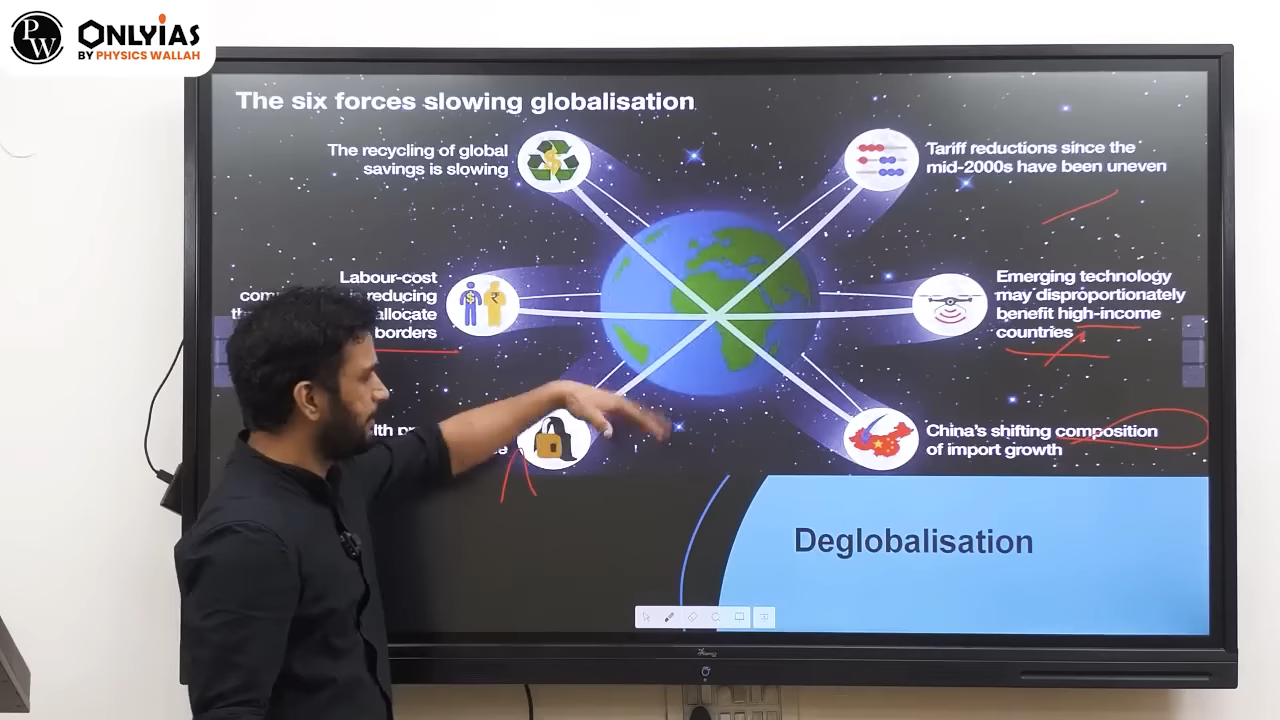 PW
ONLYIAS
BY PHYSICS WALLAH
The six forces slowing globalisation
The recycling of global
savings is slowing
Tariff reductions since the
mid-2000s have been uneven
Labour-cost
reducing
allocate
borders
Emerging technology
may disproportionately
benefit high-income
countries
China's shifting composition
of import growth
Deglobalisation